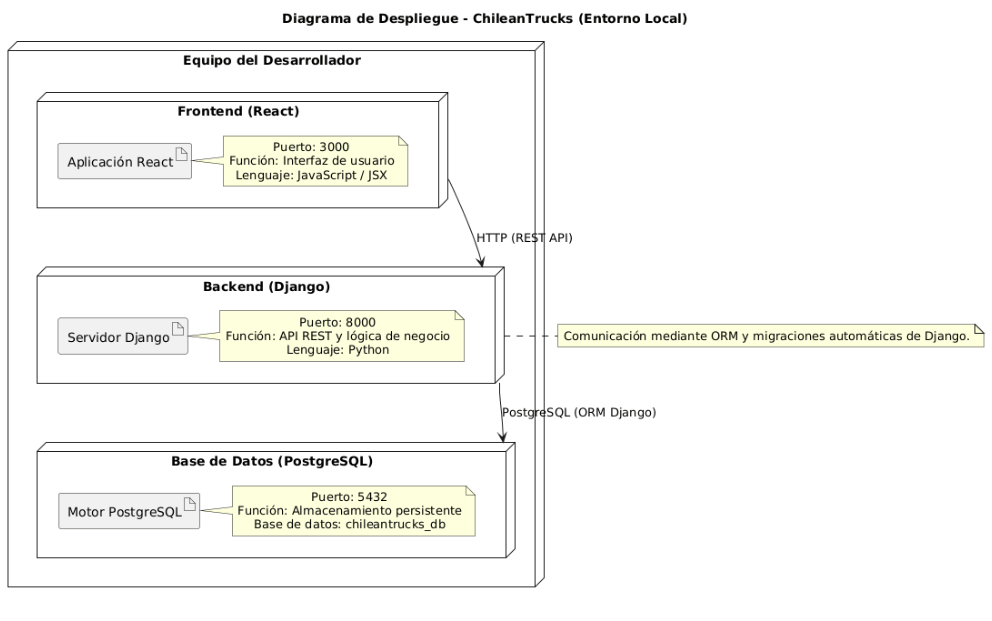 Diagrama de Despliegue - ChileanTrucks (Entorno Local)
Equipo del Desarrollador
Frontend (React)
Aplicación React
Puerto: 3000
Función: Interfaz de usuario
Lenguaje: JavaScript / JSX
HTTP (REST API)
Backend (Django)
Servidor Django
Puerto: 8000
Función: API REST y lógica de negocio
Lenguaje: Python
Comunicación mediante ORM y migraciones automáticas de Django.
PostgreSQL (ORM Django)
Base de Datos (PostgreSQL)
Motor PostgreSQL
Puerto: 5432
Función: Almacenamiento persistente
Base de datos: chileantrucks_db